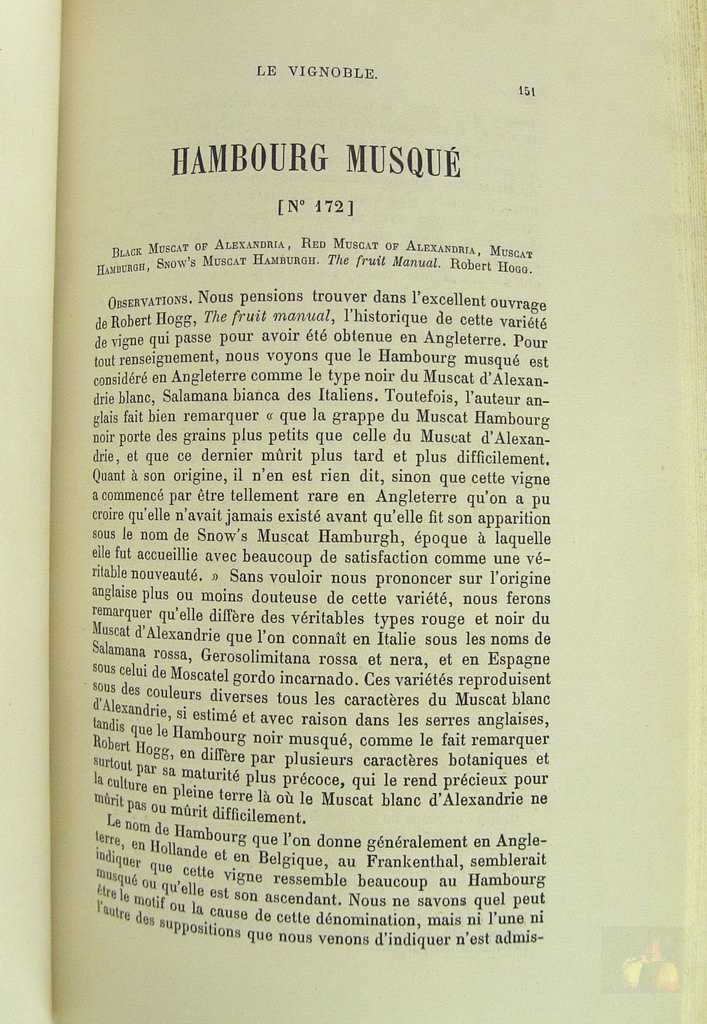 LE VIGNOBLE.
151
HAMBOURG MUSQUÉ
[N° 172]
BLACK MUSCAT OF ALEXANDRIA, RED MUSCAT OF ALEXANDRIA, MUSCAT
HAMBURGH, SNOW'S MUSCAT HAMBURGH. The fruit Manual. ROBERT HOGG.
OBSERVATIONS. Nous pensions trouver dans l'excellent ouvrage
de Robert Hogg, The fruit manual, l'historique de cette variété
de vigne qui passe pour avoir été obtenue en Angleterre. Pour
tout renseignement, nous voyons que le Hambourg musqué est
considéré en Angleterre comme le type noir du Muscat d'Alexan-
drie blanc, Salamana bianca des Italiens. Toutefois, l'auteur an-
glais fait bien remarquer « que la grappe du Muscat Hambourg
noir porte des grains plus petits que celle du Muscat d'Alexan-
drie, et que ce dernier mûrit plus tard et plus difficilement.
Quant à son origine, il n'en est rien dit, sinon que cette vigne
a commencé par être tellement rare en Angleterre qu'on a pu
croire qu'elle n'avait jamais existé avant qu'elle fit son apparition
sous le nom de Snow's Muscat Hamburgh, époque à laquelle
elle fut accueillie avec beaucoup de satisfaction comme une vé-
ritable nouveauté. » Sans vouloir nous prononcer sur l'origine
anglaise plus ou moins douteuse de cette variété, nous ferons
remarquer qu'elle diffère des véritables types rouge et noir du
Muscat d'Alexandrie que l'on connaît en Italie sous les noms de
Salamana rossa, Gerosolimitana rossa et nera, et en Espagne
sous celui de Moscatel gordo incarnado. Ces variétés reproduisent
sous des couleurs diverses tous les caractères du Muscat blanc
d'Alexandrie, si estimé et avec raison dans les serres anglaises,
tandis que le Hambourg noir musqué, comme le fait remarquer
Robert Hogg, en diffère par plusieurs caractères botaniques et
surtout par sa maturité plus précoce, qui le rend précieux pour
la culture en pleine terre là où le Muscat blanc d'Alexandrie ne
mûrit pas ou mûrit difficilement.
Le nom de Hambourg que l'on donne généralement en Angle-
terre, en Hollande et en Belgique, au Frankenthal, semblerait
indiquer que cette vigne ressemble beaucoup au Hambourg
musqué ou qu'elle est son ascendant. Nous ne savons quel peut
être le motif ou la cause de cette dénomination, mais ni l'une ni
l'autre des suppositions que nous venons d'indiquer n'est admis-